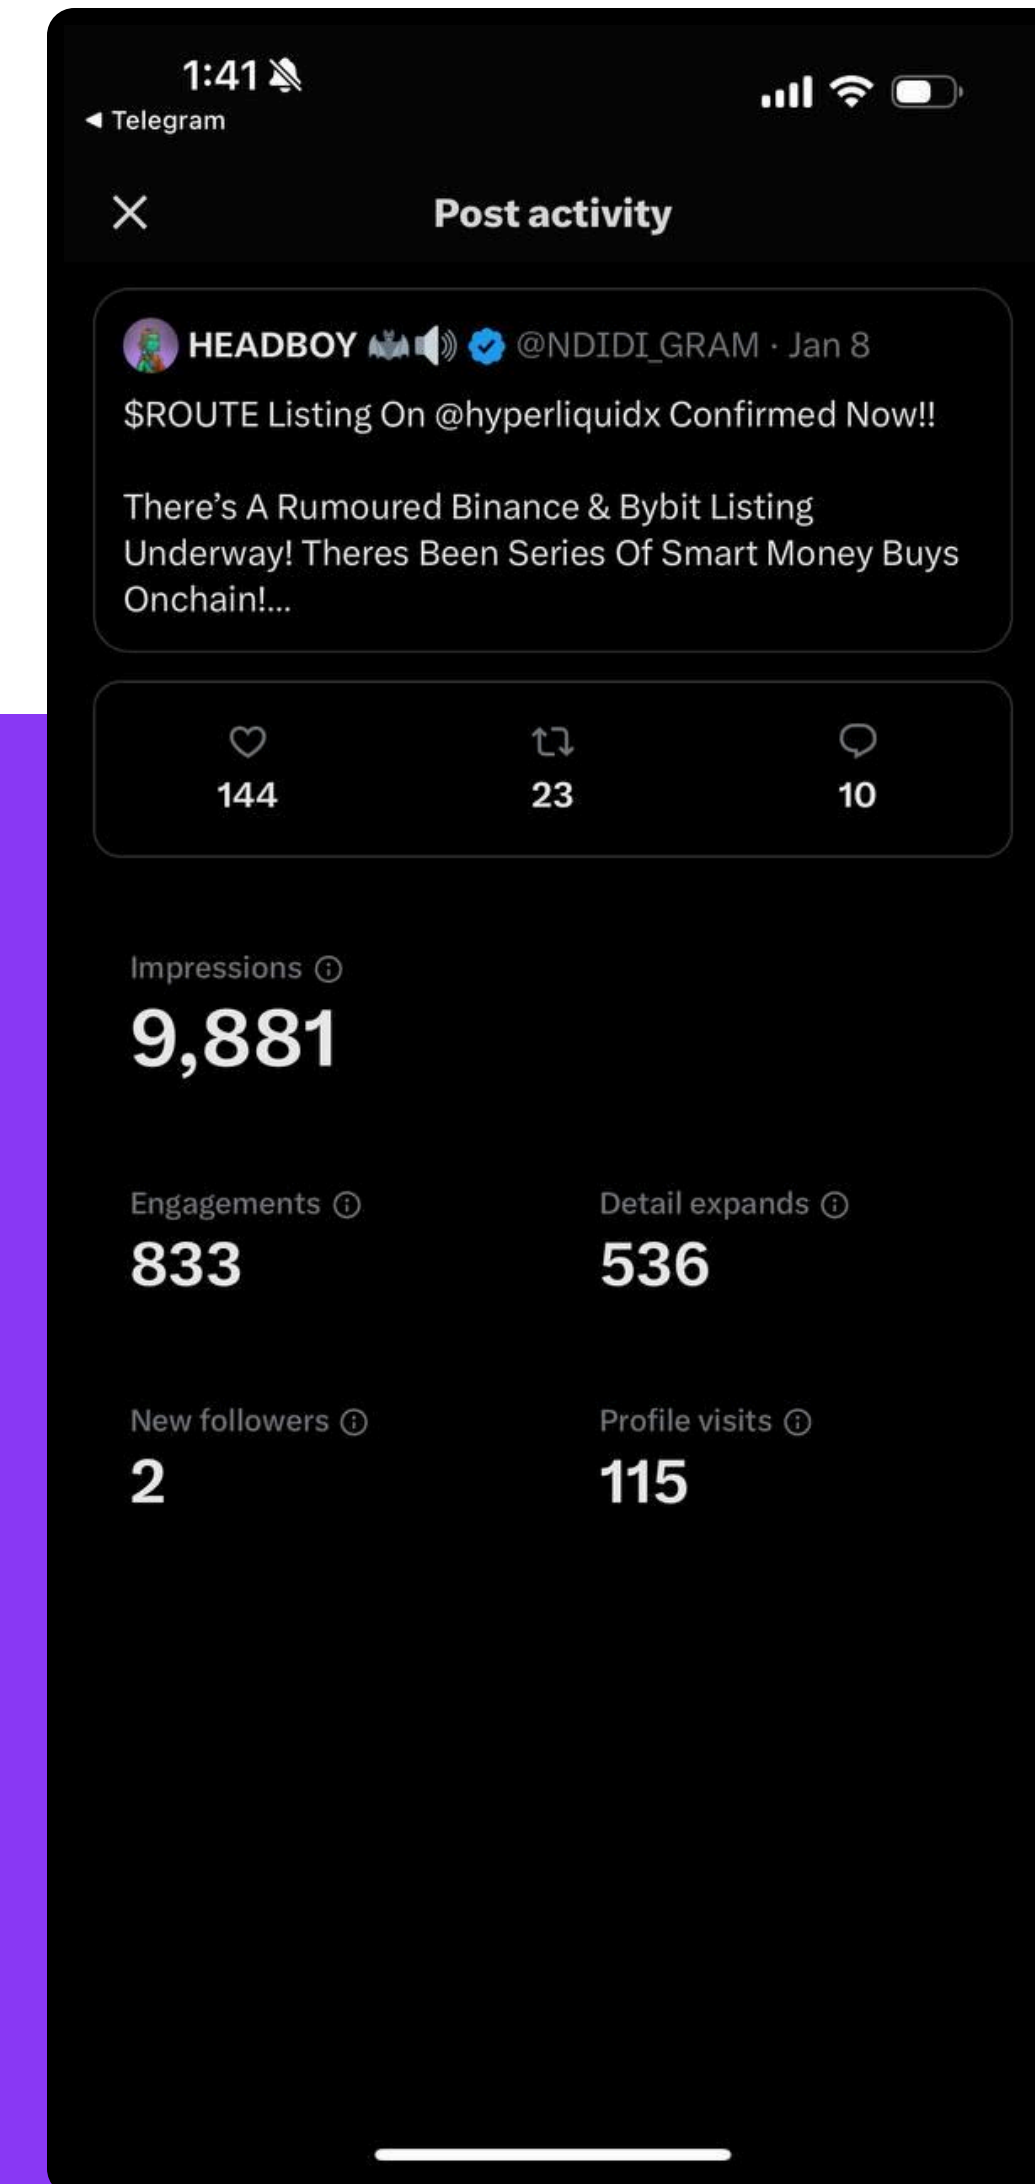 1:41
◀ Telegram
Post activity
HEADBOY 🦇🔊 @NDIDI_GRAM · Jan 8
$ROUTE Listing On @hyperliquidx Confirmed Now!!
There’s A Rumoured Binance & Bybit Listing
Underway! Theres Been Series Of Smart Money Buys
Onchain!...
144 23 10
Impressions
9,881
Engagements Detail expands
833 536
New followers Profile visits
2 115